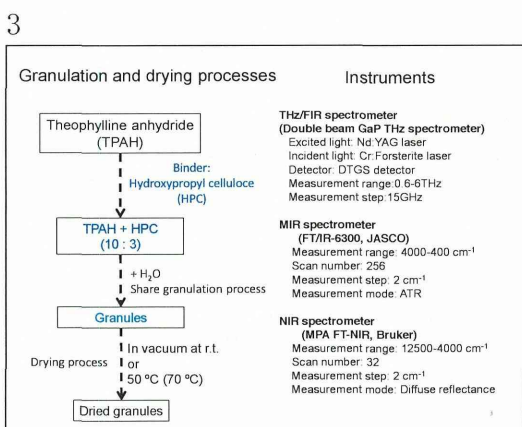 3
Granulation and drying processes
Instruments
Theophylline anhydride
(TPAH)
Binder:
Hydroxypropyl celluloce
(HPC)
TPAH + HPC
(10 : 3)
+ H₂O
Share granulation process
Granules
Drying process
In vacuum at r.t.
or
50 ºC (70 ºC)
Dried granules
THz/FIR spectrometer
(Double beam GaP THz spectrometer)
Excited light: Nd:YAG laser
Incident light: Cr:Forsterite laser
Detector: DTGS detector
Measurement range:0.6-6THz
Measurement step:15GHz
MIR spectrometer
(FT/IR-6300, JASCO)
Measurement range: 4000-400 cm⁻¹
Scan number: 256
Measurement step: 2 cm⁻¹
Measurement mode: ATR
NIR spectrometer
(MPA FT-NIR, Bruker)
Measurement range: 12500-4000 cm⁻¹
Scan number: 32
Measurement step: 2 cm⁻¹
Measurement mode: Diffuse reflectance